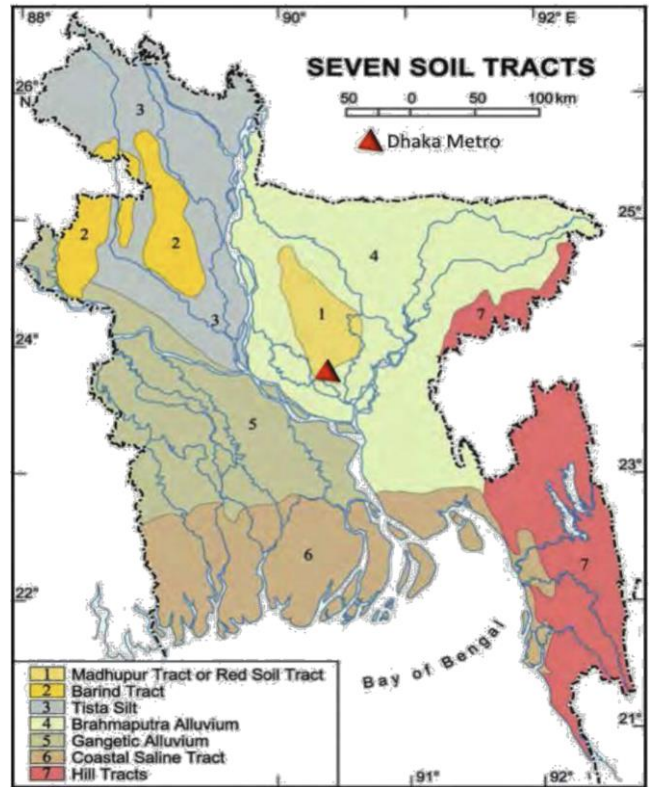 88°
90°
92° E
SEVEN SOIL TRACTS
26°
N
50 0 50 100 km
Dhaka Metro
3
25°
25°
2
2
4
1
7
3
24°
24°
5
23°
23°
6
7
22°
Bay of Bengal
1 Madhupur Tract or Red Soil Tract
2 Barind Tract
3 Tista Silt
4 Brahmaputra Alluvium
5 Gangetic Alluvium
6 Coastal Saline Tract
7 Hill Tracts
21°
91°
92°